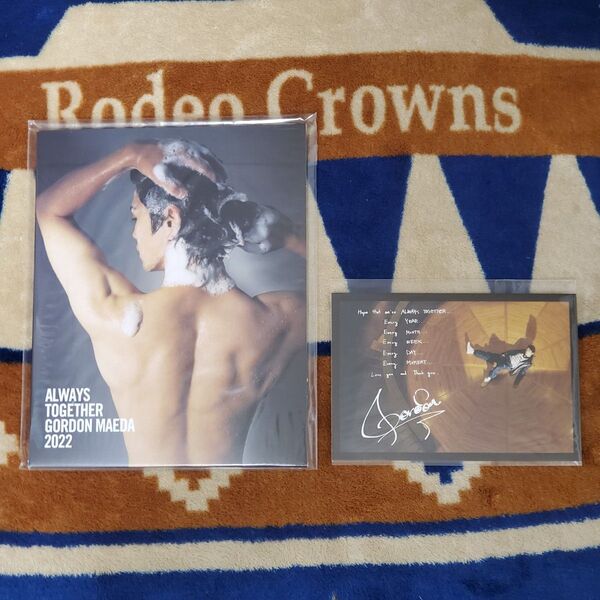 Rodeo Crowns
ALWAYS
TOGETHER
GORDON MAEDA
2022
Hope that we're ALWAYS TOGETHER...
Every YEAR
Every MONTH
Every WEEK
Every DAY
Every MOMENT...
Love you and Thank you.
Gordon